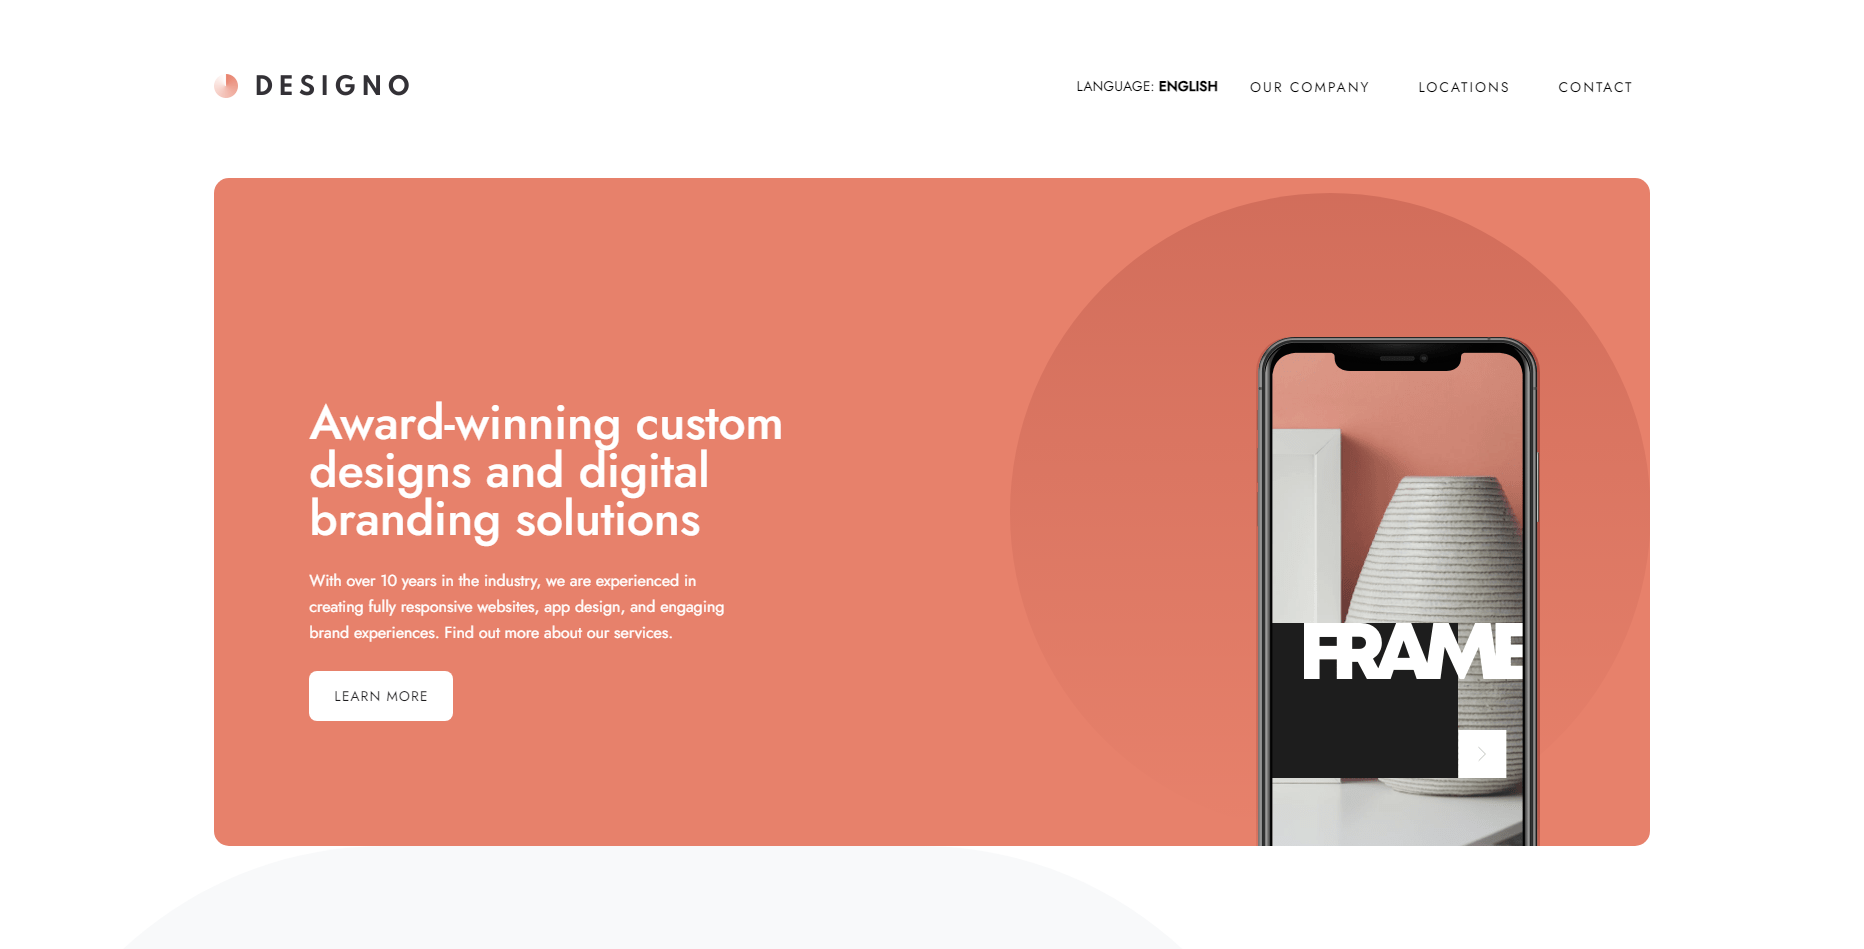 DESIGNO
LANGUAGE: ENGLISH
OUR COMPANY
LOCATIONS
CONTACT
Award-winning custom
designs and digital
branding solutions
With over 10 years in the industry, we are experienced in
creating fully responsive websites, app design, and engaging
brand experiences. Find out more about our services.
LEARN MORE
FRAME